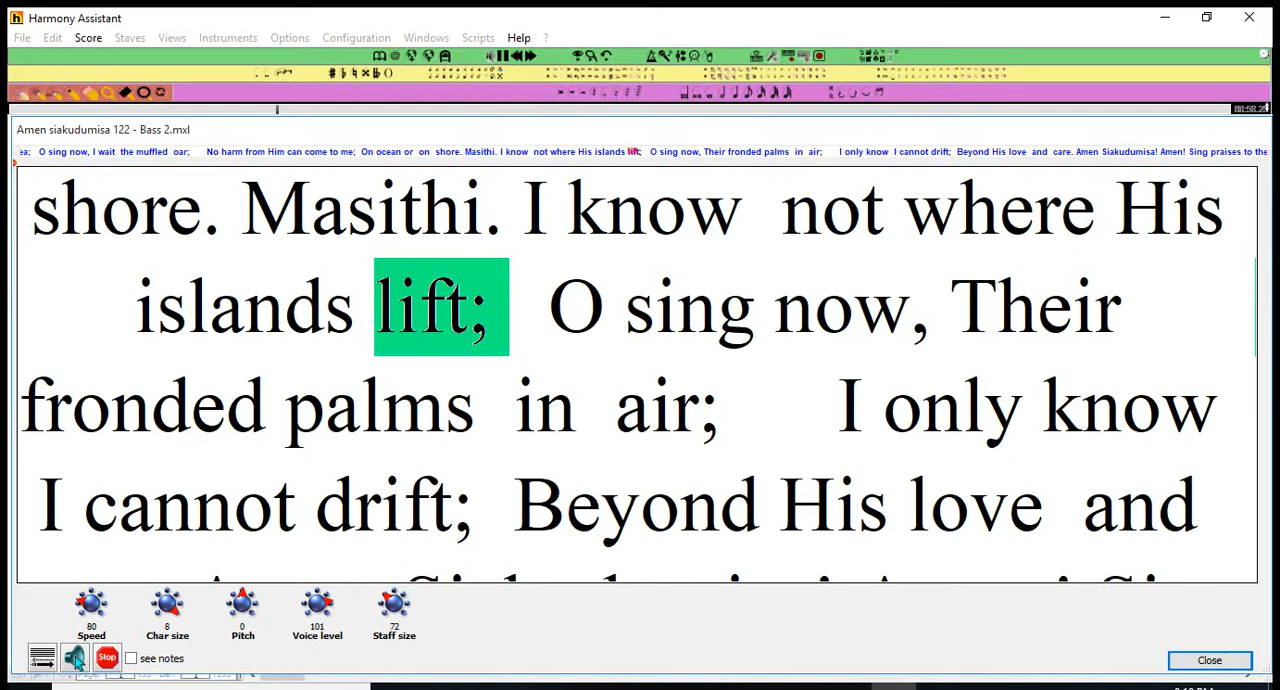 Harmony Assistant
File Edit Score Staves Views Instruments Options Configuration Windows Scripts Help ?
Amen siakudumisa 122 - Bass 2.mxl
ea; O sing now, I wait the muffled oar; No harm from Him can come to me; On ocean or on shore. Masithi. I know not where His islands lift; O sing now, Their fronded palms in air; I only know I cannot drift; Beyond His love and care. Amen Siakudumisa! Amen! Sing praises to the
shore. Masithi. I know not where His
islands lift; O sing now, Their
fronded palms in air; I only know
I cannot drift; Beyond His love and
80 8 0 101 72
Speed Char size Pitch Voice level Staff size
Stop see notes Close